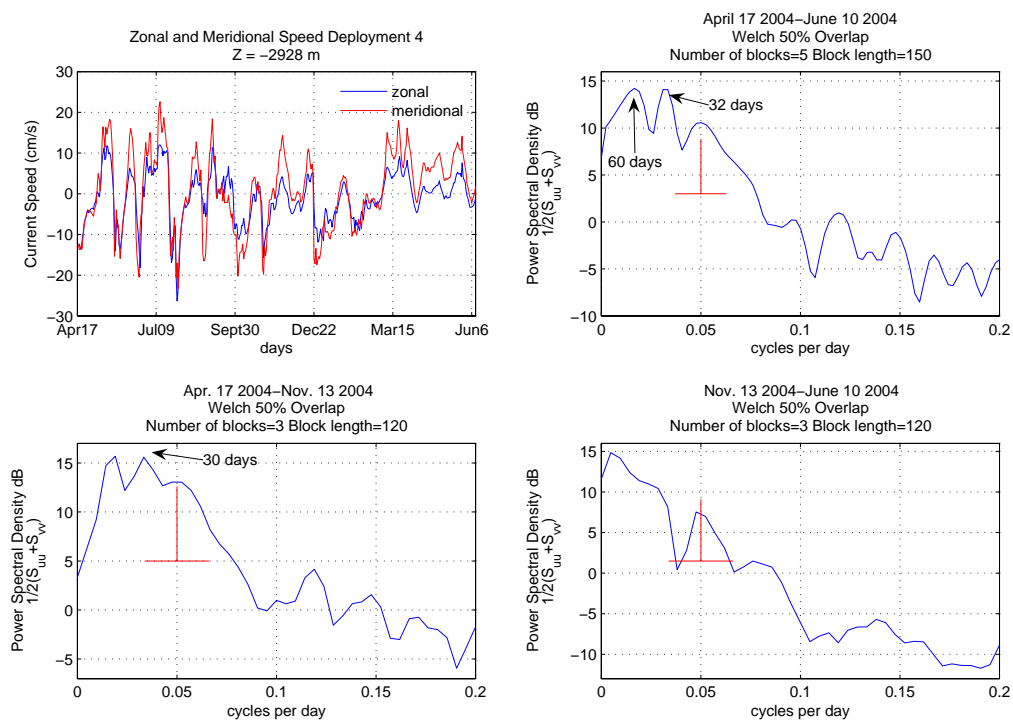 Zonal and Meridional Speed Deployment 4
Z = −2928 m
30
20
10
0
−10
−20
−30
Current Speed (cm/s)
zonal
meridional
Apr17
Jul09
Sept30
Dec22
Mar15
Jun6
days
April 17 2004−June 10 2004
Welch 50% Overlap
Number of blocks=5 Block length=150
15
10
5
0
−5
−10
Power Spectral Density dB
1/2(S_uu+S_vv)
32 days
60 days
0
0.05
0.1
0.15
0.2
cycles per day
Apr. 17 2004−Nov. 13 2004
Welch 50% Overlap
Number of blocks=3 Block length=120
15
10
5
0
−5
Power Spectral Density dB
1/2(S_uu+S_vv)
30 days
0
0.05
0.1
0.15
0.2
cycles per day
Nov. 13 2004−June 10 2004
Welch 50% Overlap
Number of blocks=3 Block length=120
15
10
5
0
−5
−10
Power Spectral Density dB
1/2(S_uu+S_vv)
0
0.05
0.1
0.15
0.2
cycles per day